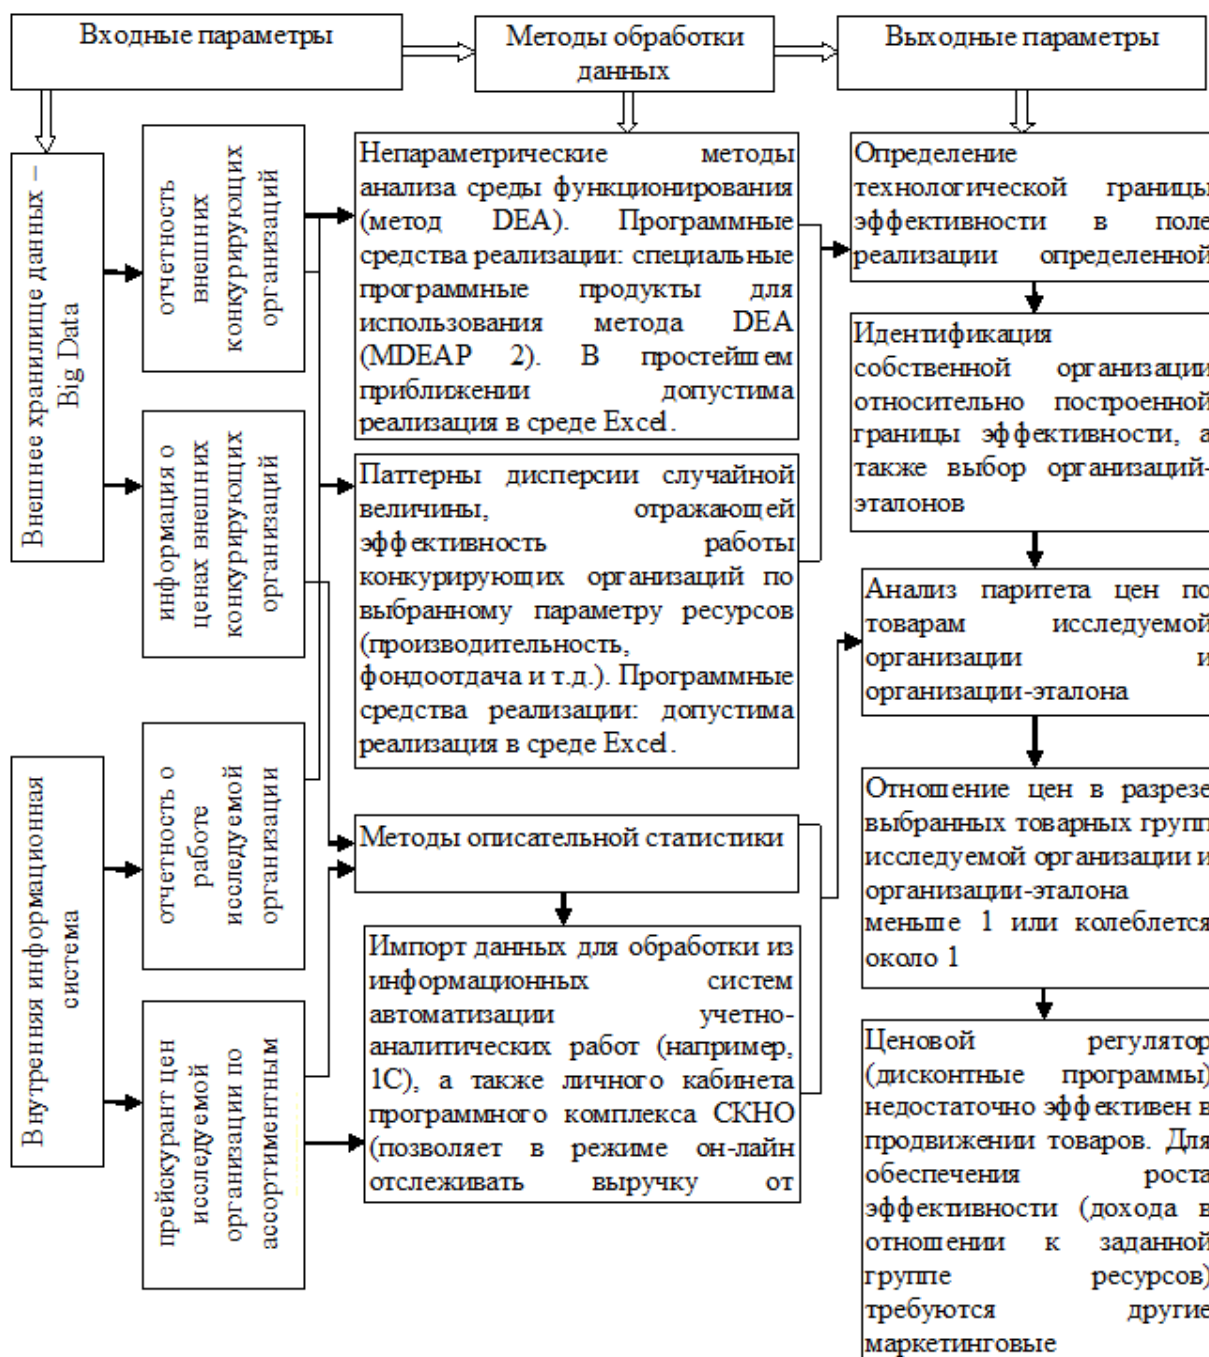 Входные параметры
Методы обработки
данных
Выходные параметры
Внешнее хранилище данных –
Big Data
отчетность
внешних
конкурирующих
организаций
информация о
ценах внешних
конкурирующих
организаций
Внутренняя информационная
система
отчетность о
работе
исследуемой
организации
прейскурант цен
исследуемой
организации по
ассортиментным
Непараметрические методы
анализа среды функционирования
(метод DEA). Программные
средства реализации: специальные
программные продукты для
использования метода DEA
(MDEAP 2). В простейшем
приближении допустима
реализация в среде Excel.
Паттерны дисперсии случайной
величины, отражающей
эффективность работы
конкурирующих организаций по
выбранному параметру ресурсов
(производительность,
фондоотдача и т.д.). Программные
средства реализации: допустима
реализация в среде Excel.
Методы описательной статистики
Импорт данных для обработки из
информационных систем
автоматизации учетно-
аналитических работ (например,
1С), а также личного кабинета
программного комплекса СКНО
(позволяет в режиме он-лайн
отслеживать выручку от
Определение
технологической границы
эффективности в поле
реализации определенной
Идентификация
собственной организации
относительно построенной
границы эффективности, а
также выбор организаций-
эталонов
Анализ паритета цен по
товарам исследуемой
организации и
организации-эталона
Отношение цен в разрезе
выбранных товарных групп
исследуемой организации и
организации-эталона
меньше 1 или колеблется
около 1
Ценовой регулятор
(дисконтные программы)
недостаточно эффективен в
продвижении товаров. Для
обеспечения роста
эффективности (дохода в
отношении к заданной
группе ресурсов)
требуются другие
маркетинговые